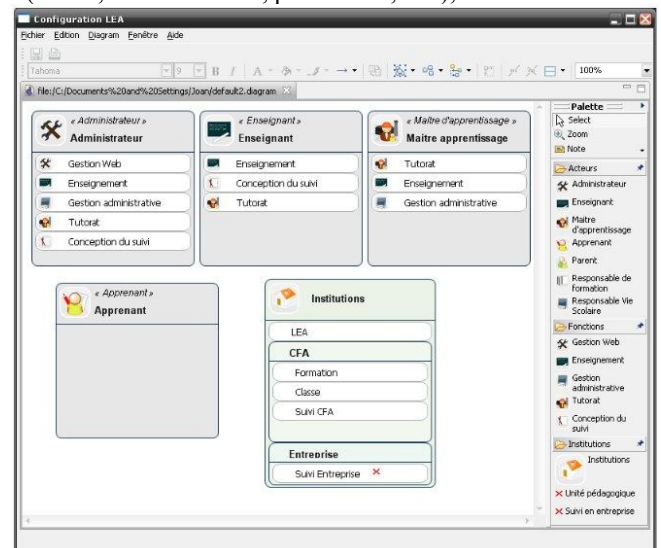 Configuration LEA
Fichier Edition Diagram Fenêtre Aide
Tahoma 9 B I A 100%
file:/C:/Documents%20and%20Settings/Joan/default2.diagram
« Administrateur »
Administrateur
Gestion Web
Enseignement
Gestion administrative
Tutorat
Conception du suivi
« Enseignant »
Enseignant
Enseignement
Conception du suivi
Tutorat
« Maitre d'apprentissage »
Maitre apprentissage
Tutorat
Enseignement
Gestion administrative
« Apprenant »
Apprenant
Institutions
LEA
CFA
Formation
Classe
Suivi CFA
Entreprise
Suivi Entreprise
Palette
Select
Zoom
Note
Acteurs
Administrateur
Enseignant
Maitre
d'apprentissage
Apprenant
Parent
Responsable de
formation
Responsable Vie
Scolaire
Fonctions
Gestion Web
Enseignement
Gestion
administrative
Tutorat
Conception du
suivi
Institutions
Institutions
Unité pédagogique
Suivi en entreprise